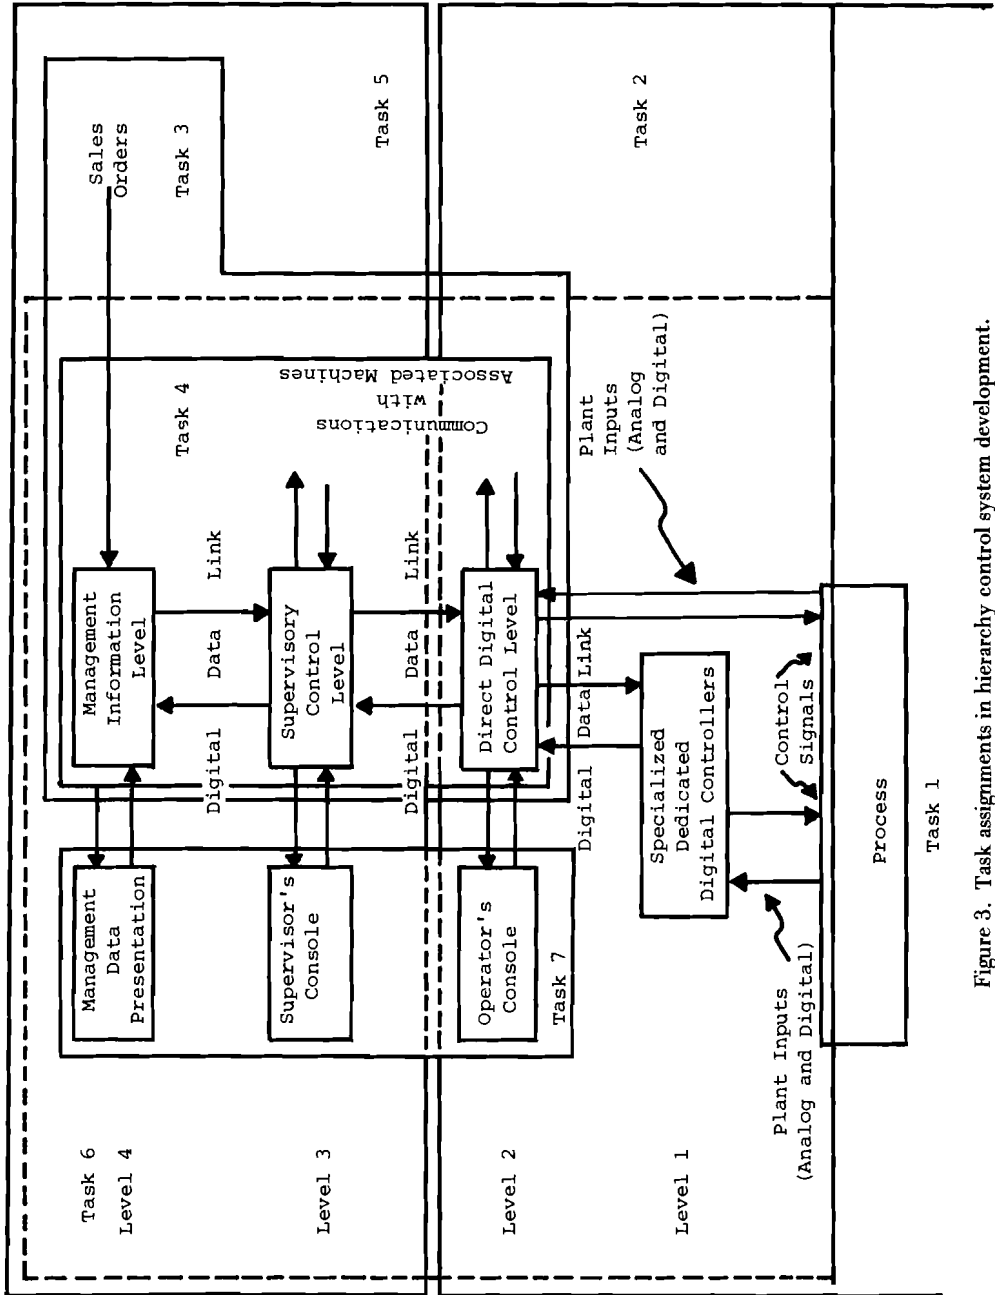 Task 6
Level 4
Level 3
Level 2
Level 1
Management
Data
Presentation
Supervisor's
Console
Operator's
Console
Task 7
Plant Inputs
(Analog and Digital)
Sales
Orders
Task 3
Task 5
Task 2
Task 4
Management
Information
Level
Digital Data Link
Supervisory
Control
Level
Digital Data Link
Direct Digital
Control Level
Digital Data Link
Communications
with
Associated Machines
Specialized
Dedicated
Digital Controllers
Plant
Inputs
(Analog
and Digital)
Control
Signals
Process
Task 1
Figure 3. Task assignments in hierarchy control system development.